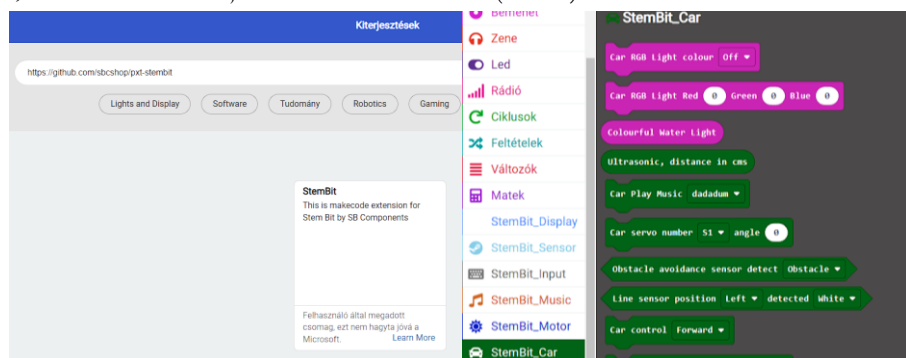 Kiterjesztések
https://github.com/sbcshop/pxt-stembit
Lights and Display
Software
Tudomány
Robotics
Gaming
StemBit
This is makecode extension for
Stem Bit by SB Components
Felhasználó által megadott
csomag, ezt nem hagyta jóvá a
Microsoft.
Learn More
Bemenet
Zene
Led
Rádió
Ciklusok
Feltételek
Változók
Matek
StemBit_Display
StemBit_Sensor
StemBit_Input
StemBit_Music
StemBit_Motor
StemBit_Car
StemBit_Car
Car RGB Light colour Off
Car RGB Light Red 0 Green 0 Blue 0
Colourful Water Light
Ultrasonic, distance in cms
Car Play Music dadadum
Car servo number S1 angle 0
Obstacle avoidance sensor detect Obstacle
Line sensor position Left detected White
Car control Forward